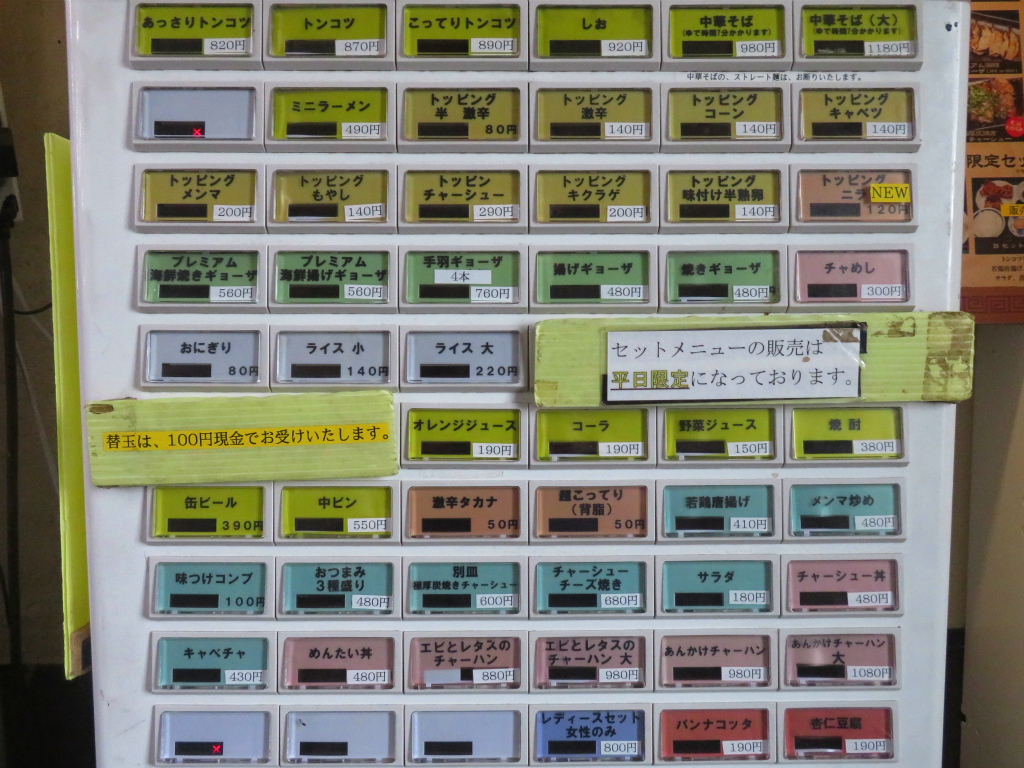 あっさりトンコツ 820円
トンコツ 870円
こってりトンコツ 890円
しお 920円
中華そば
(ゆで時間7分かかります)
980円
中華そば(大)
(ゆで時間7分かかります)
1180円
中華そばの、ストレート麺は、お断りいたします。
ミニラーメン 490円
トッピング
半 激辛
80円
トッピング
激辛
140円
トッピング
コーン
140円
トッピング
キャベツ
140円
トッピング
メンマ
200円
トッピング
もやし
140円
トッピン
チャーシュー
290円
トッピング
キクラゲ
200円
トッピング
味付け半熟卵
140円
トッピング
ニラ
NEW
120円
プレミアム
海鮮焼きギョーザ
560円
プレミアム
海鮮揚げギョーザ
560円
手羽ギョーザ
4本
760円
揚げギョーザ 480円
焼きギョーザ 480円
チャめし 300円
おにぎり 80円
ライス 小 140円
ライス 大 220円
セットメニューの販売は
平日限定になっております。
替玉は、100円現金でお受けいたします。
オレンジジュース 190円
コーラ 190円
野菜ジュース 150円
焼酎 380円
缶ビール 390円
中ビン 550円
激辛タカナ 50円
超こってり
(背脂)
50円
若鶏唐揚げ 410円
メンマ炒め 480円
味つけコンブ 100円
おつまみ
3種盛り
480円
別皿
極厚炭焼きチャーシュー
600円
チャーシュー
チーズ焼き
680円
サラダ 180円
チャーシュー丼 480円
キャベチャ 430円
めんたい丼 480円
エビとレタスの
チャーハン
880円
エビとレタスの
チャーハン 大
980円
あんかけチャーハン 980円
あんかけチャーハン
大
1080円
レディースセット
女性のみ
800円
パンナコッタ 190円
杏仁豆腐 190円
限定セッ